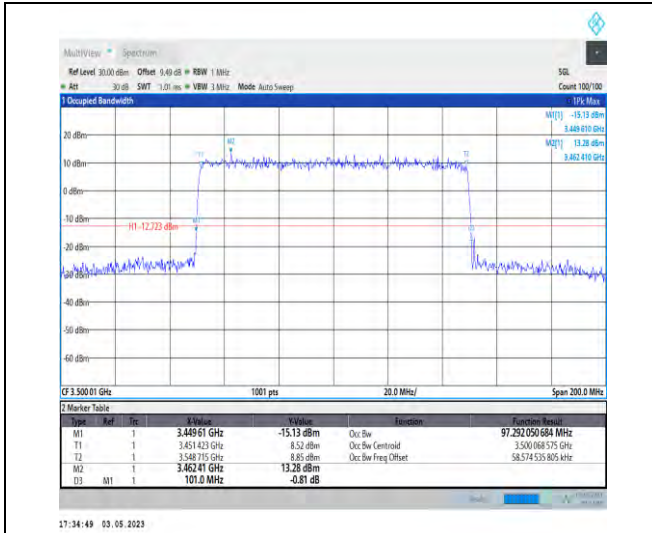 MultiView Spectrum
Ref Level 30.00 dBm Offset 9.49 dB RBW 1 MHz SGL
Att 30 dB SWT 1.01 ms VBW 3 MHz Mode Auto Sweep Count 100/100
1 Occupied Bandwidth 1Pk Max
M1[1] -15.13 dBm
3.449 610 GHz
20 dBm M2 M2[1] 13.28 dBm
3.462 410 GHz
10 dBm T2
0 dBm
-10 dBm
H1 -12.723 dBm
-20 dBm
-30 dBm
-40 dBm
-50 dBm
-60 dBm
CF 3.500 01 GHz 1001 pts 20.0 MHz/ Span 200.0 MHz
2 Marker Table
Type Ref Trc X-Value Y-Value Function Function Result
M1 1 3.449 61 GHz -15.13 dBm Occ Bw 97.292 050 684 MHz
T1 1 3.451 423 GHz 8.52 dBm Occ Bw Centroid 3.500 068 575 GHz
T2 1 3.548 715 GHz 8.85 dBm Occ Bw Freq Offset 58.574 535 805 kHz
M2 1 3.462 41 GHz 13.28 dBm
D3 M1 1 101.0 MHz -0.81 dB
17:34:49 03.05.2023